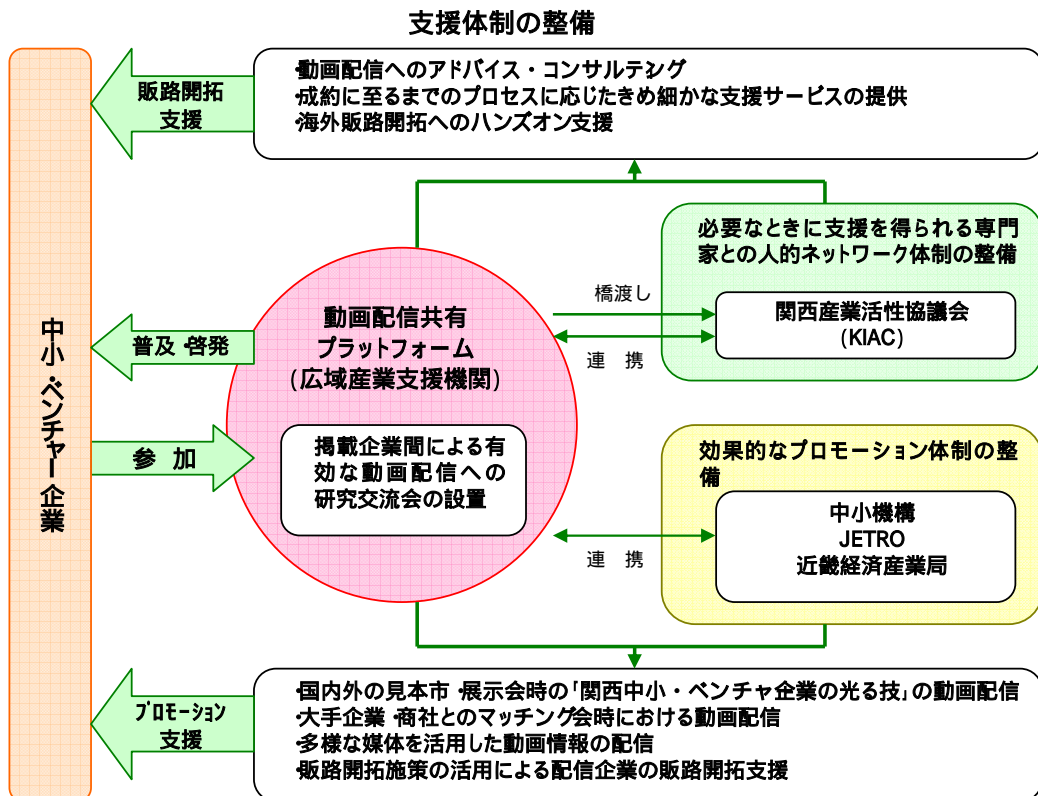 支援体制の整備
販路開拓
支援
・動画配信へのアドバイス・コンサルティング
・成約に至るまでのプロセスに応じたきめ細かな支援サービスの提供
・海外販路開拓へのハンズオン支援
必要なときに支援を得られる専門
家との人的ネットワーク体制の整備
関西産業活性協議会
(KIAC)
橋渡し
連 携
中小・ベンチャー企業
普及・啓発
参 加
動画配信共有
プラットフォーム
(広域産業支援機関)
掲載企業間による有
効な動画配信への
研究交流会の設置
効果的なプロモーション体制の整
備
中小機構
JETRO
近畿経済産業局
連 携
プロモーション
支援
・国内外の見本市・展示会時の「関西中小・ベンチャ企業の光る技」の動画配信
・大手企業・商社とのマッチング会時における動画配信
・多様な媒体を活用した動画情報の配信
・販路開拓施策の活用による配信企業の販路開拓支援